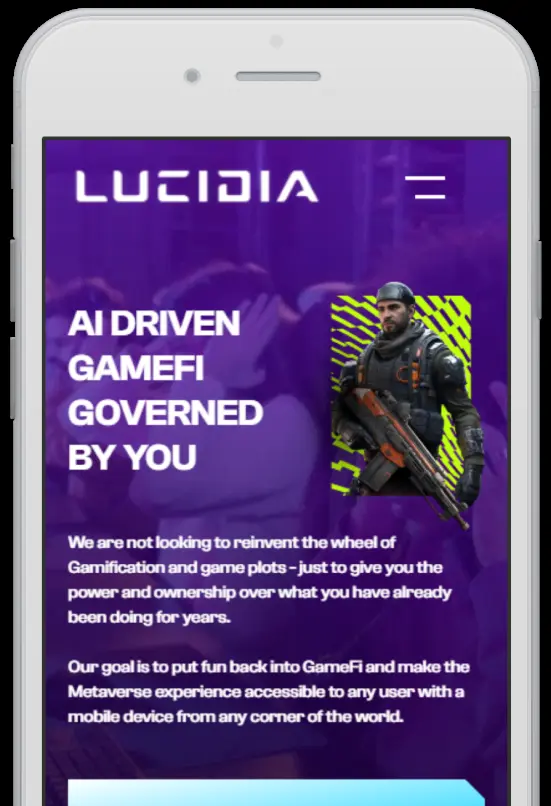 LUCIDIA
AI DRIVEN
GAMEFI
GOVERNED
BY YOU
We are not looking to reinvent the wheel of
Gamification and game plots - just to give you the
power and ownership over what you have already
been doing for years.
Our goal is to put fun back into GameFi and make the
Metaverse experience accessible to any user with a
mobile device from any corner of the world.